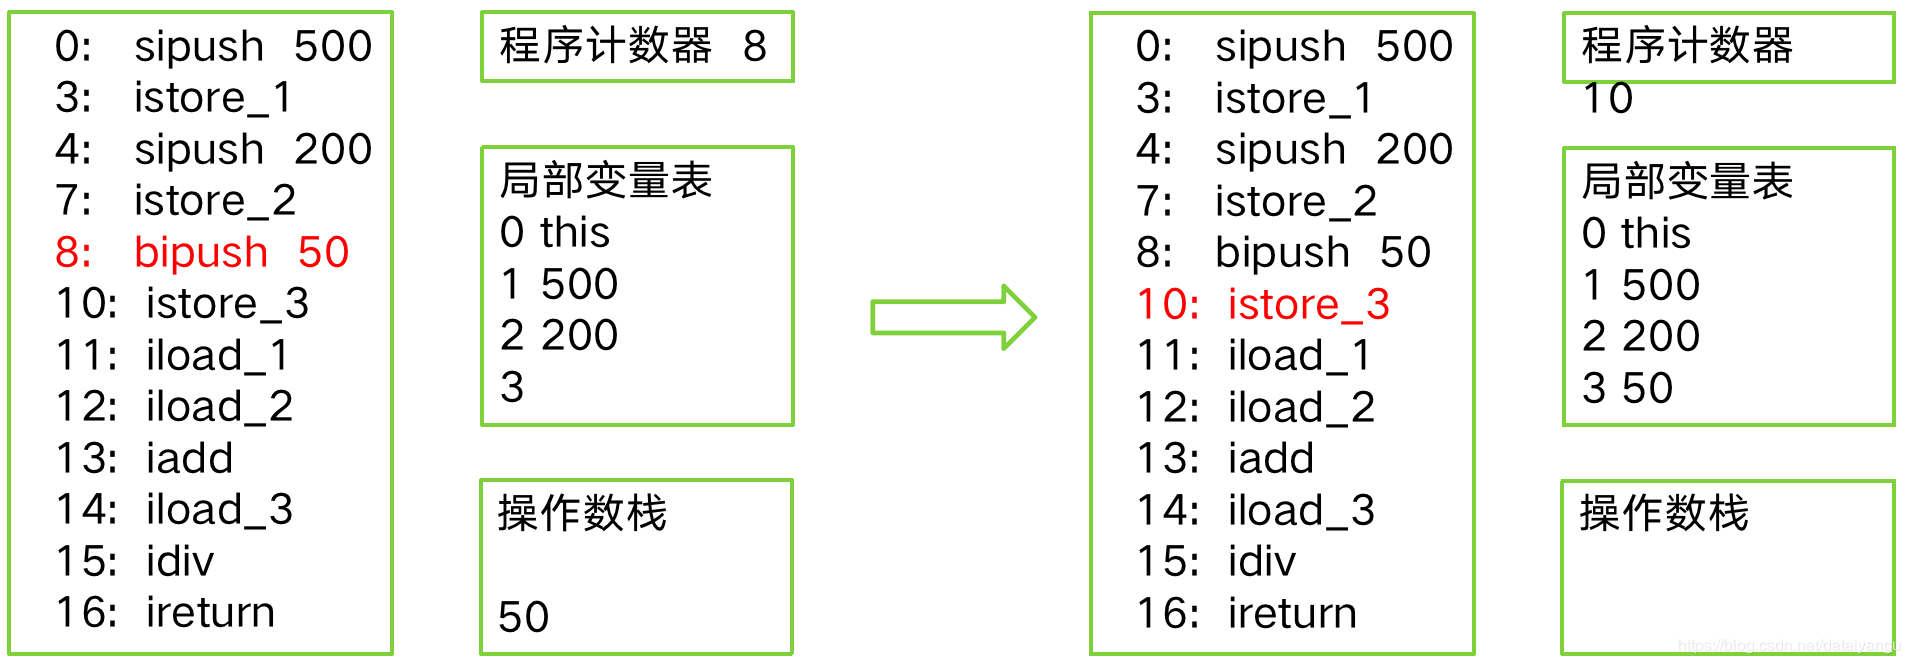 0: sipush 500
3: istore_1
4: sipush 200
7: istore_2
8: bipush 50
10: istore_3
11: iload_1
12: iload_2
13: iadd
14: iload_3
15: idiv
16: ireturn
程序计数器 8
局部变量表
0 this
1 500
2 200
3
操作数栈
50
0: sipush 500
3: istore_1
4: sipush 200
7: istore_2
8: bipush 50
10: istore_3
11: iload_1
12: iload_2
13: iadd
14: iload_3
15: idiv
16: ireturn
程序计数器
10
局部变量表
0 this
1 500
2 200
3 50
操作数栈
https://blog.csdn.net/dataiyangu